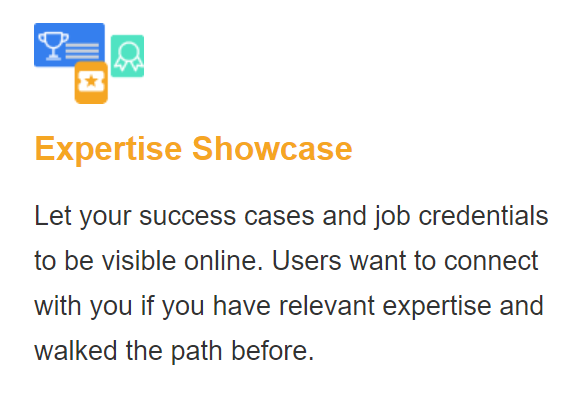 Expertise Showcase
Let your success cases and job credentials
to be visible online. Users want to connect
with you if you have relevant expertise and
walked the path before.